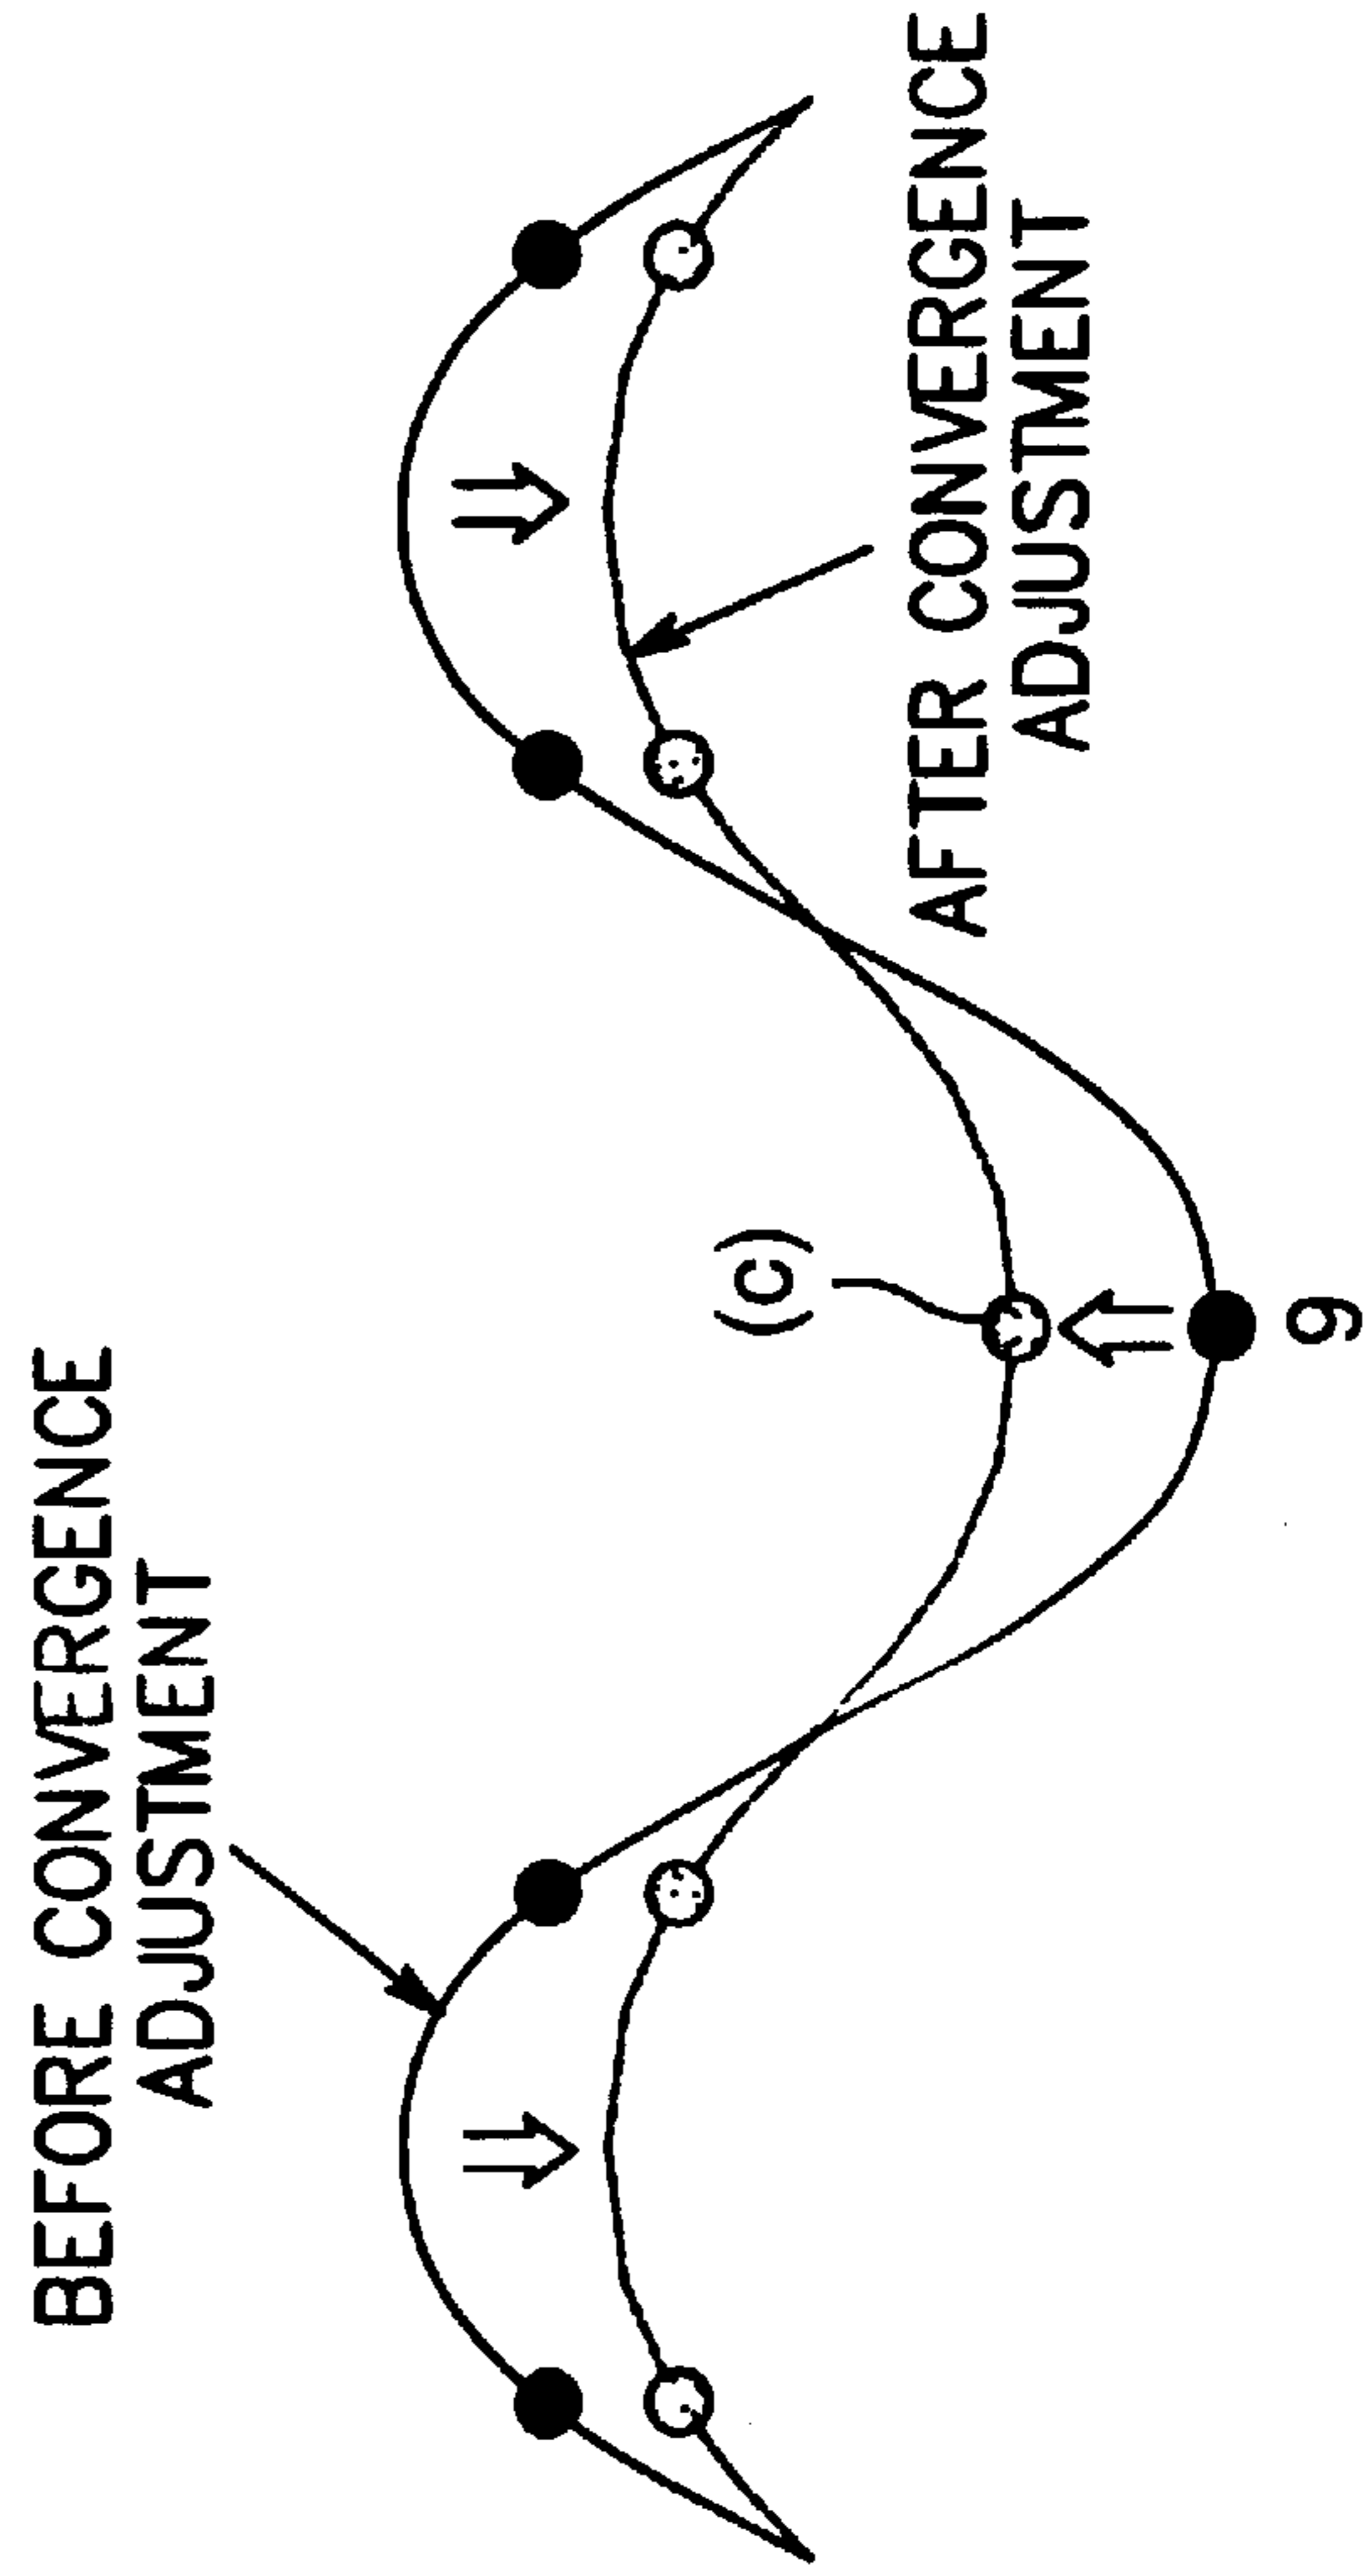 BEFORE CONVERGENCE
ADJUSTMENT
(c)
9
AFTER CONVERGENCE
ADJUSTMENT